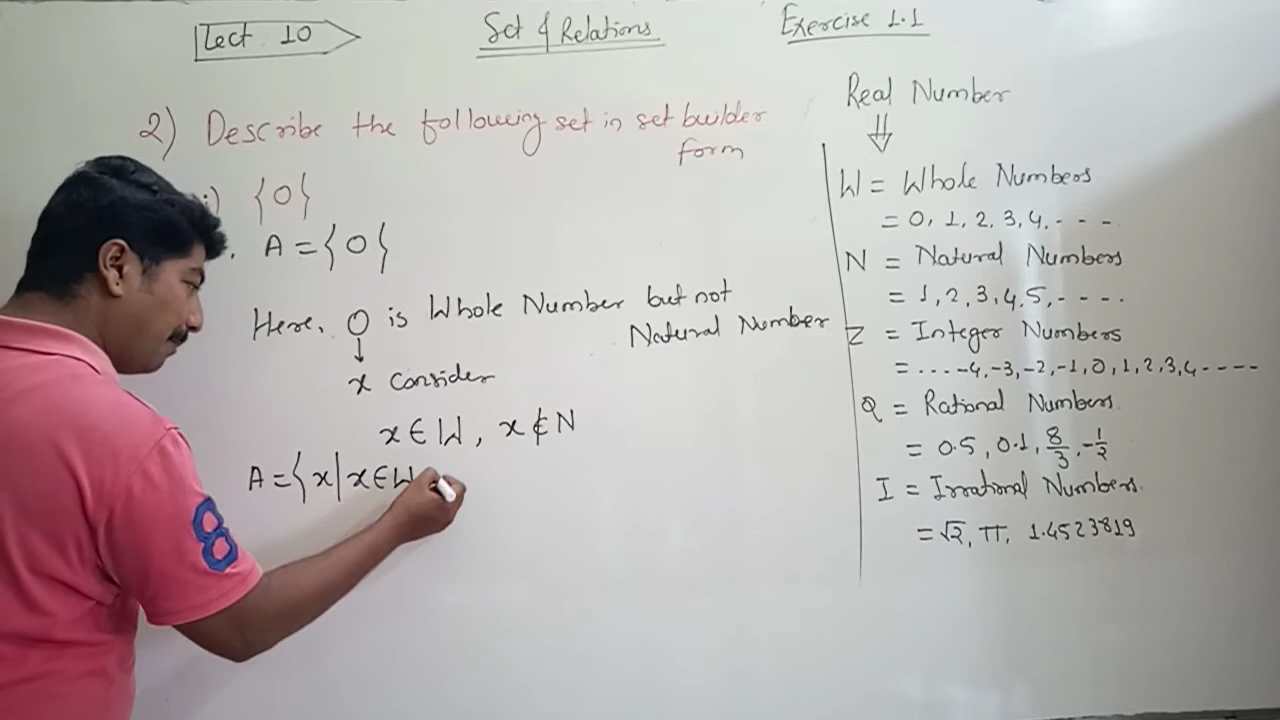 Lect 10
Set & Relations
Exercise 1.1
2) Describe the following set in set builder
form
i) {0}
A = {0}
Here, 0 is Whole Number but not
Natural Number
↓
x consider
x ∈ W, x ∉ N
A = {x | x ∈ W
Real Number
⇓
W = Whole Numbers
= 0, 1, 2, 3, 4, - - -
N = Natural Numbers
= 1, 2, 3, 4, 5, - - - -
Z = Integer Numbers
= .... -4, -3, -2, -1, 0, 1, 2, 3, 4 - - - -
Q = Rational Numbers.
= 0.5, 0.1, 8/3, -1/2
I = Irrational Numbers.
= √2, π, 1.4523819
8